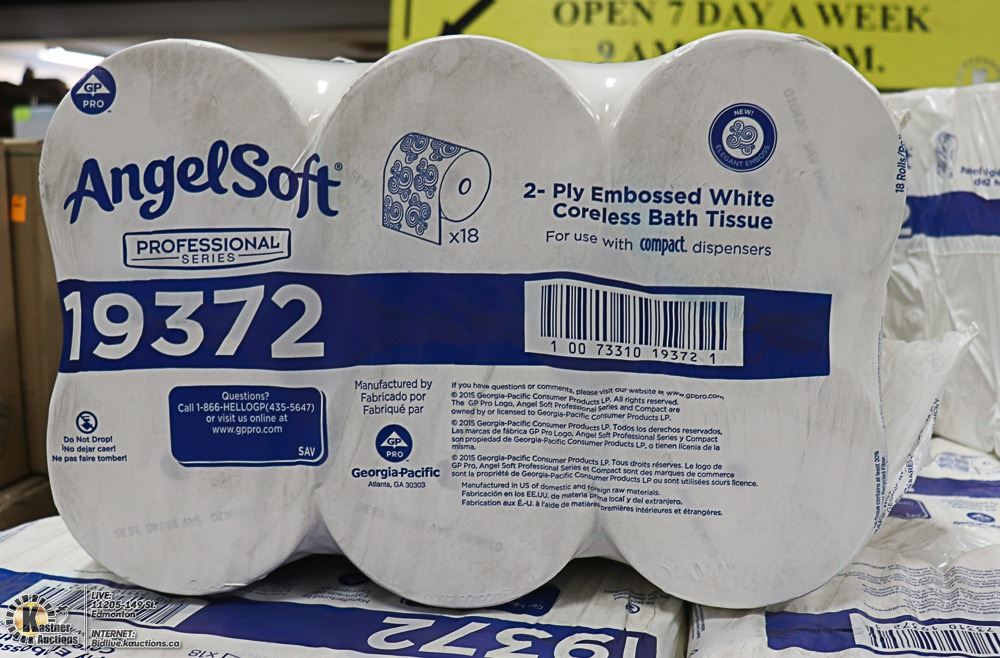 OPEN 7 DAY A WEEK
GP
PRO
AngelSoft®
PROFESSIONAL
SERIES
x18
NEW!
ELEGANT EMBOSS
2- Ply Embossed White
Coreless Bath Tissue
For use with compact. dispensers
18 Rolls/
19372
1 00 73310 19372 1
Questions?
Call 1-866-HELLOGP(435-5647)
or visit us online at
www.gppro.com
SAV
Do Not Drop!
¡No dejar caer!
Ne pas faire tomber!
Manufactured by
Fabricado por
Fabriqué par
GP
PRO
Georgia-Pacific
Atlanta, GA 30303
If you have questions or comments, please visit our website at www.gppro.com
© 2015 Georgia-Pacific Consumer Products LP. All rights reserved.
The GP Pro Logo, Angel Soft Professional series and Compact are
owned by or licensed to Georgia-Pacific Consumer Products LP.
© 2015 Georgia-Pacific Consumer Products LP. Todos los derechos reservados.
Las marcas de fábrica GP Pro Logo, Angel Soft Professional Series y Compact
son propiedad de Georgia-Pacific Consumer Products LP, o tienen licencia de la
misma.
© 2015 Georgia-Pacific Consumer Products LP. Tous droits réservés. Le logo de
GP Pro, Angel Soft Professional Series et Compact sont des marques de commerce
sont la propriété de Georgia-Pacific Consumer Products LP ou sont utilisées sours licence.
Manufactured in US of domestic and foreign raw materials.
Fabricación en los EE.UU. de materia prima local y del extranjero.
Fabrication aux É.-U. à l'aide de matières premières intérieures et étrangères.
19372
x18
Kastner
Auctions
LIVE:
11205-149 St.
Edmonton
INTERNET:
Bidlive.kauctions.ca